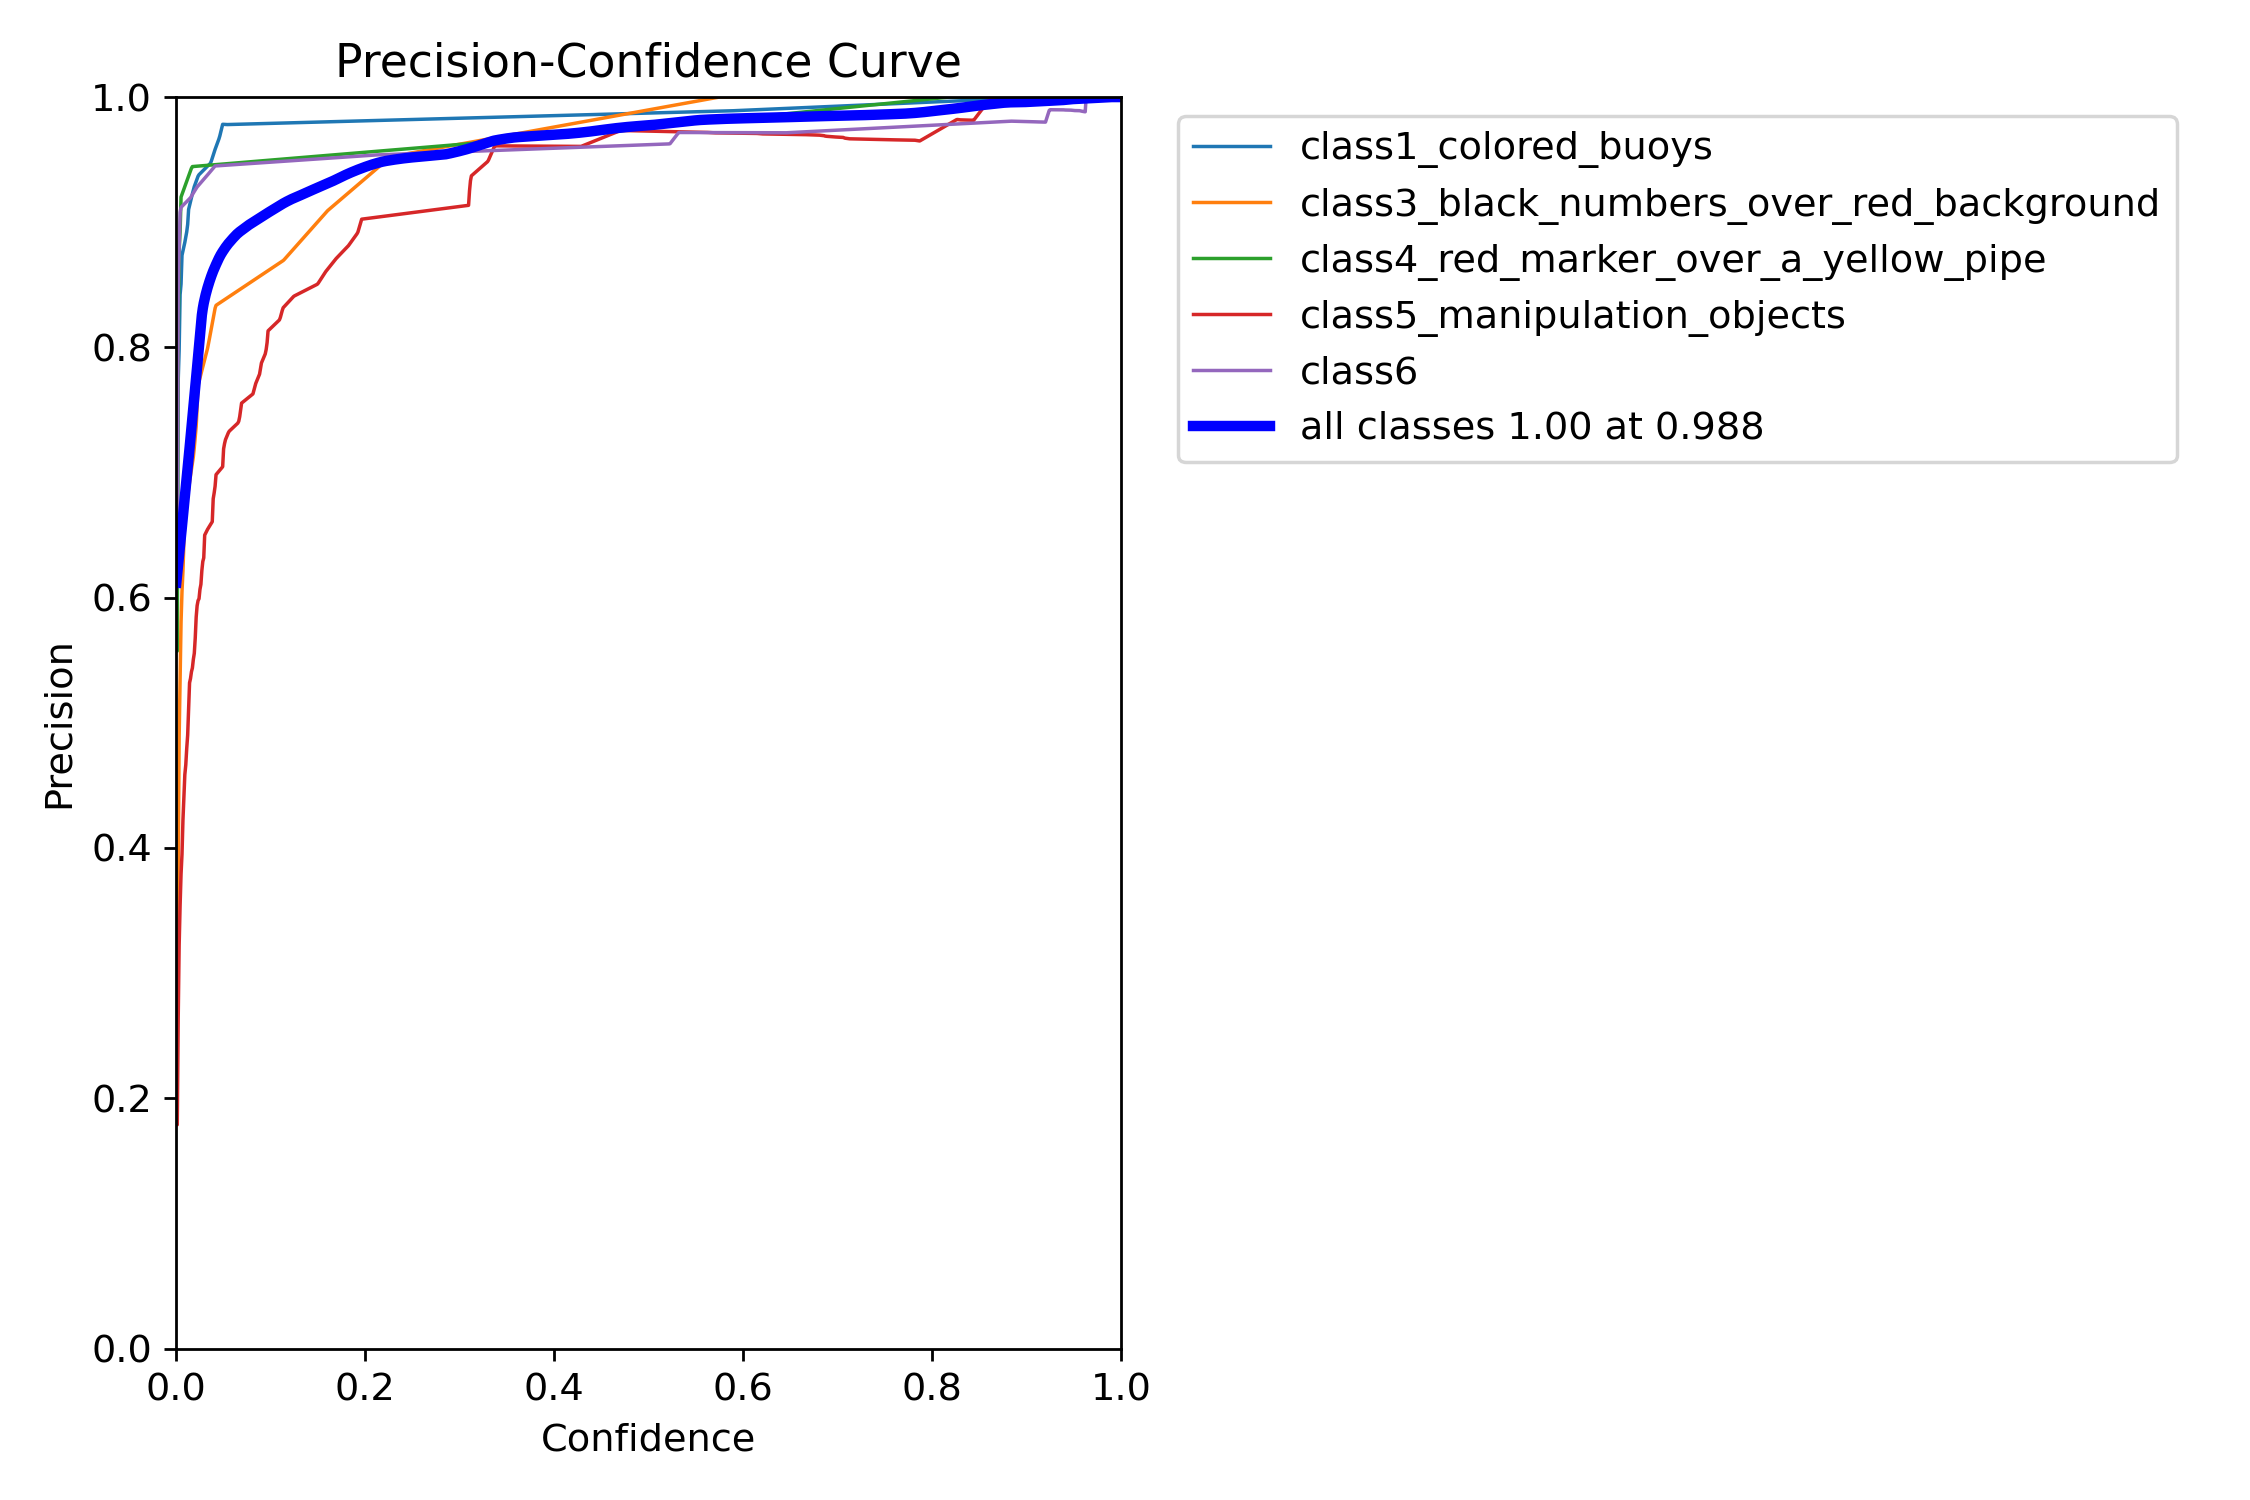 Precision-Confidence Curve
1.0
0.8
0.6
0.4
0.2
0.0
Precision
0.0 0.2 0.4 0.6 0.8 1.0
Confidence
class1_colored_buoys
class3_black_numbers_over_red_background
class4_red_marker_over_a_yellow_pipe
class5_manipulation_objects
class6
all classes 1.00 at 0.988